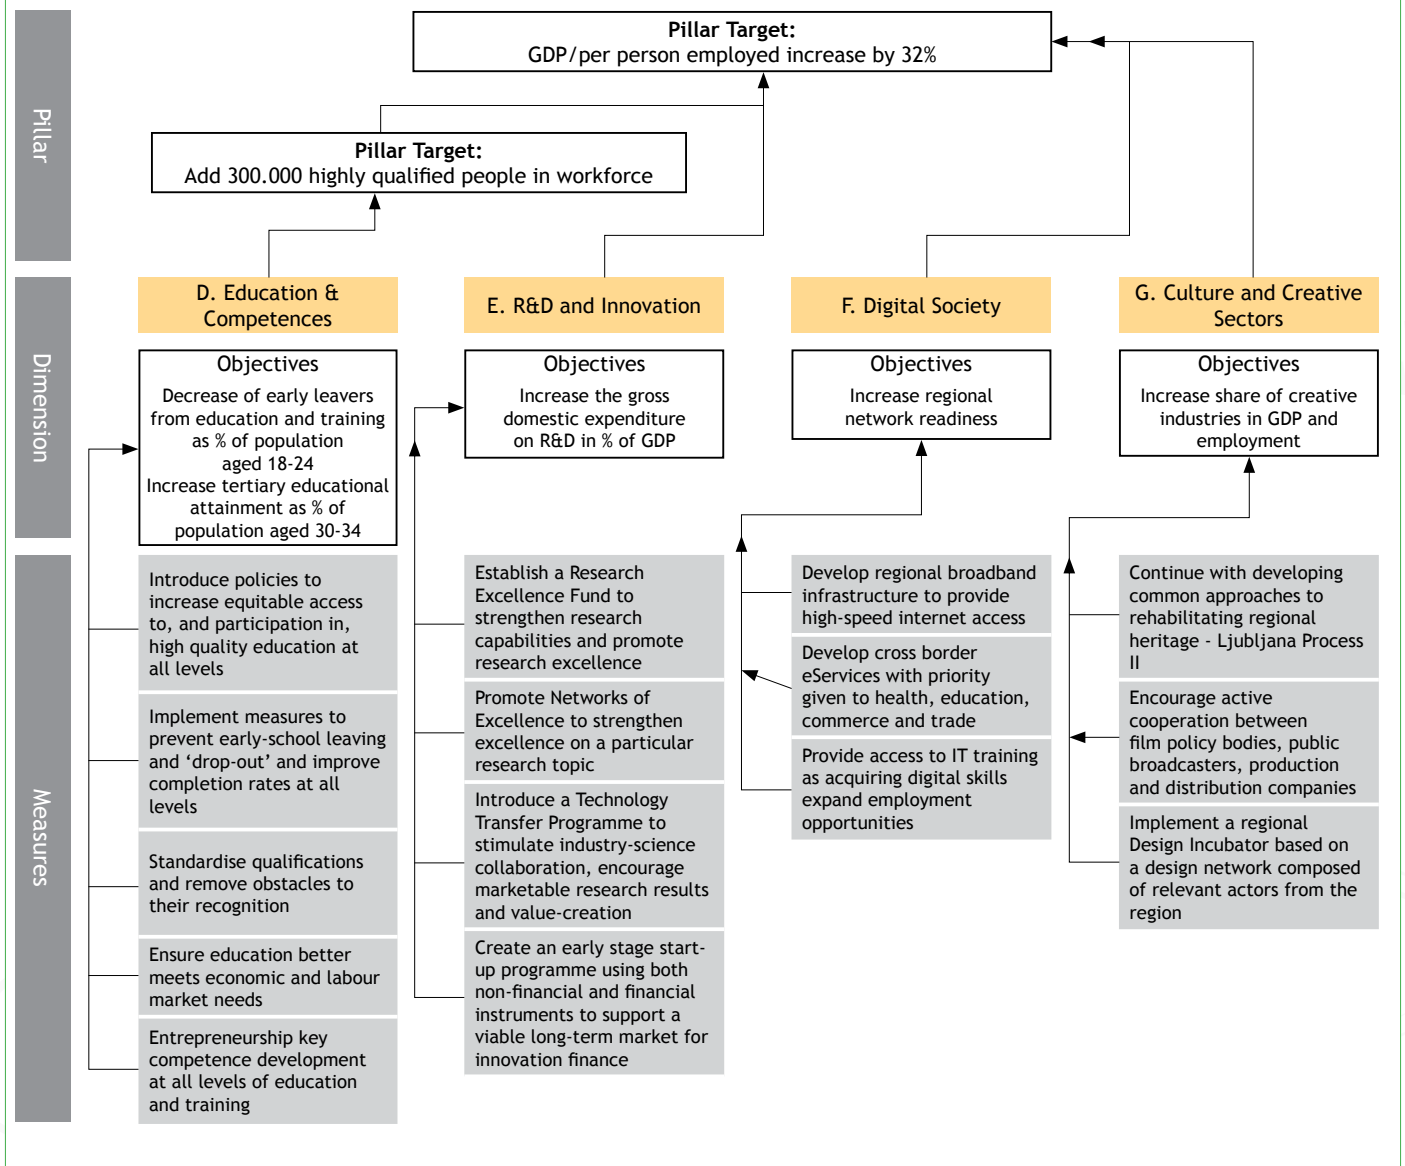 Pillar Target:
GDP/per person employed increase by 32%
Pillar
Pillar Target:
Add 300.000 highly qualified people in workforce
Dimension
D. Education &
Competences
E. R&D and Innovation
F. Digital Society
G. Culture and Creative
Sectors
Objectives
Decrease of early leavers
from education and training
as % of population
aged 18-24
Increase tertiary educational
attainment as % of
population aged 30-34
Objectives
Increase the gross
domestic expenditure
on R&D in % of GDP
Objectives
Increase regional
network readiness
Objectives
Increase share of creative
industries in GDP and
employment
Measures
Introduce policies to
increase equitable access
to, and participation in,
high quality education at
all levels
Implement measures to
prevent early-school leaving
and ‘drop-out’ and improve
completion rates at all
levels
Standardise qualifications
and remove obstacles to
their recognition
Ensure education better
meets economic and labour
market needs
Entrepreneurship key
competence development
at all levels of education
and training
Establish a Research
Excellence Fund to
strengthen research
capabilities and promote
research excellence
Promote Networks of
Excellence to strengthen
excellence on a particular
research topic
Introduce a Technology
Transfer Programme to
stimulate industry-science
collaboration, encourage
marketable research results
and value-creation
Create an early stage start-
up programme using both
non-financial and financial
instruments to support a
viable long-term market for
innovation finance
Develop regional broadband
infrastructure to provide
high-speed internet access
Develop cross border
eServices with priority
given to health, education,
commerce and trade
Provide access to IT training
as acquiring digital skills
expand employment
opportunities
Continue with developing
common approaches to
rehabilitating regional
heritage - Ljubljana Process
II
Encourage active
cooperation between
film policy bodies, public
broadcasters, production
and distribution companies
Implement a regional
Design Incubator based on
a design network composed
of relevant actors from the
region